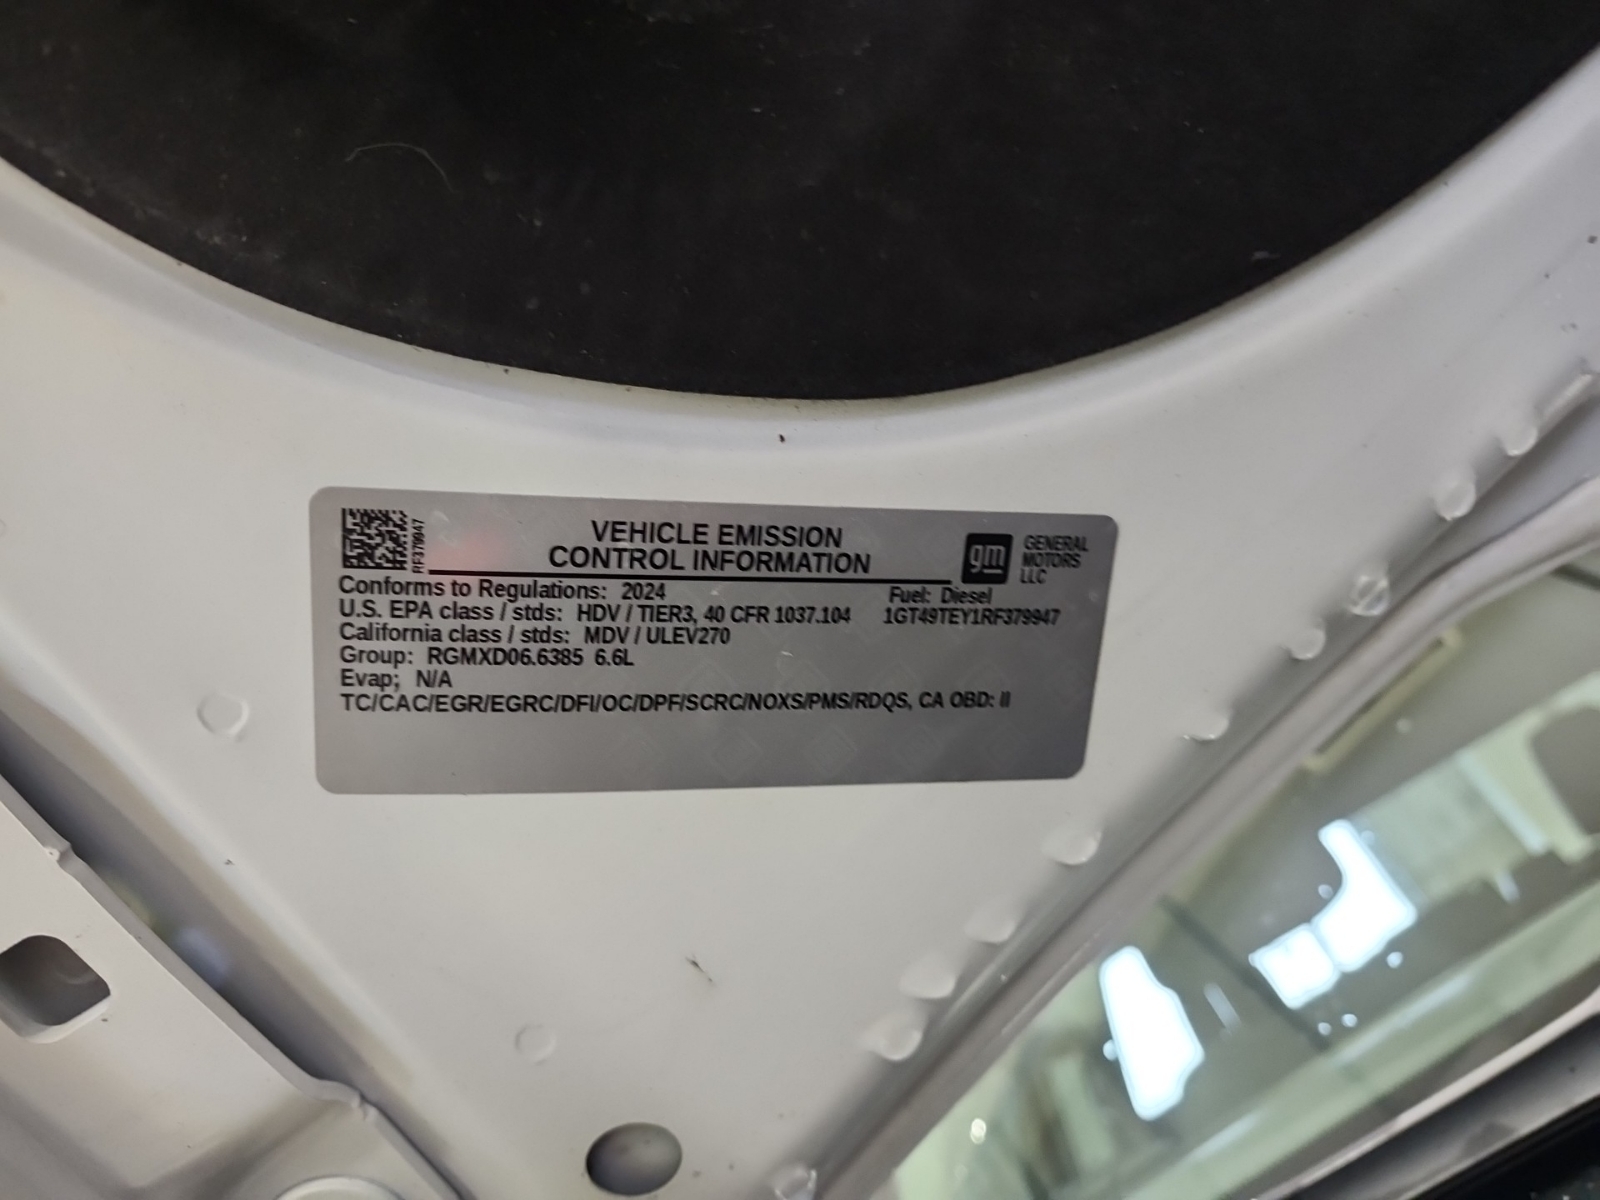 RF379947
VEHICLE EMISSION
CONTROL INFORMATION
gm
GENERAL
MOTORS
LLC
Conforms to Regulations: 2024
Fuel: Diesel
U.S. EPA class / stds: HDV / TIER3, 40 CFR 1037.104
1GT49TEY1RF379947
California class / stds: MDV / ULEV270
Group: RGMXD06.6385 6.6L
Evap; N/A
TC/CAC/EGR/EGRC/DFI/OC/DPF/SCRC/NOXS/PMS/RDQS, CA OBD: II